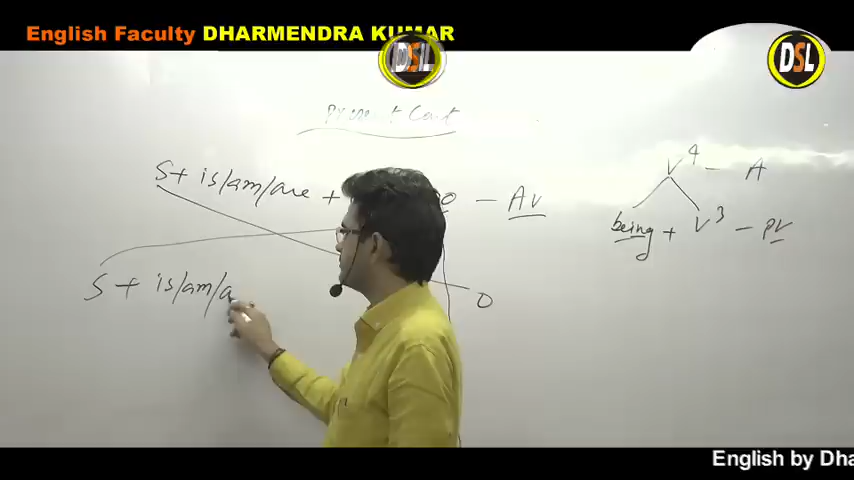 English Faculty DHARMENDRA KUMAR
DSL
DSL
Present Cont
S + is/am/are + O - AV
V4 - A
being + V3 - PV
S + is/am/a
O
English by Dha